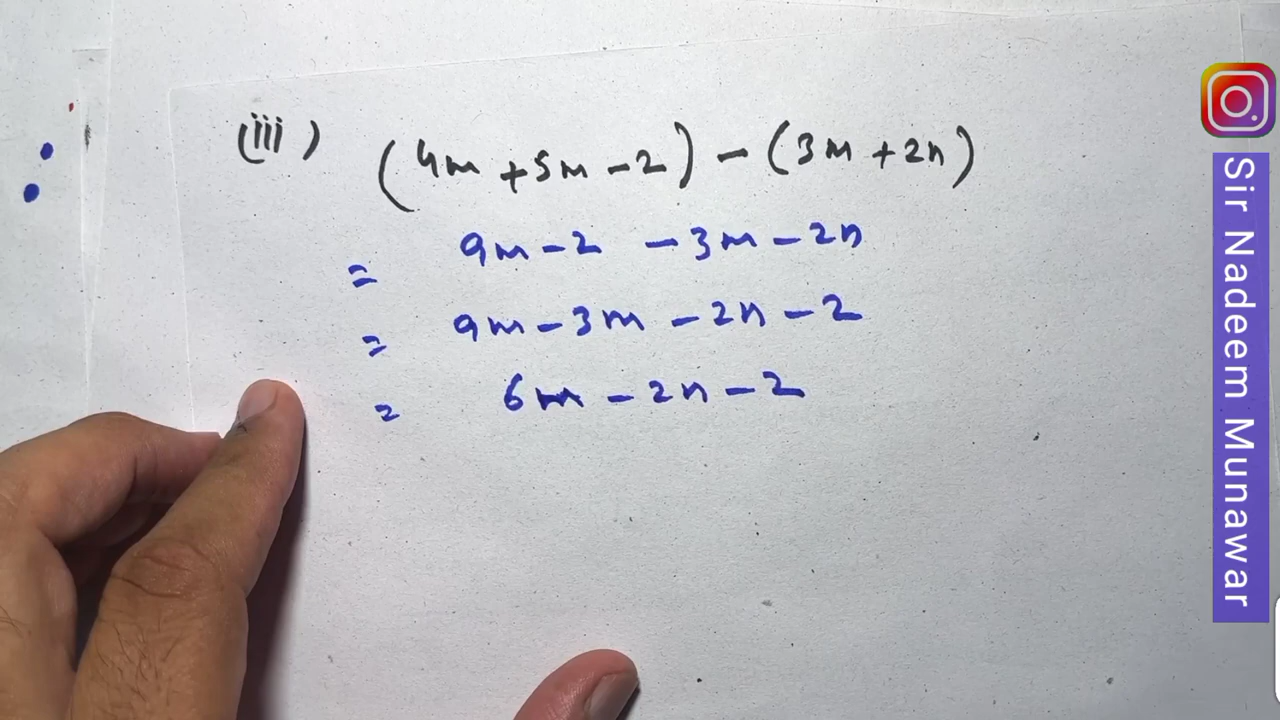 (iii) (4m + 5m - 2) - (3m + 2n)
= 9m - 2 - 3m - 2n
= 9m - 3m - 2n - 2
= 6m - 2n - 2
Sir Nadeem Munawar